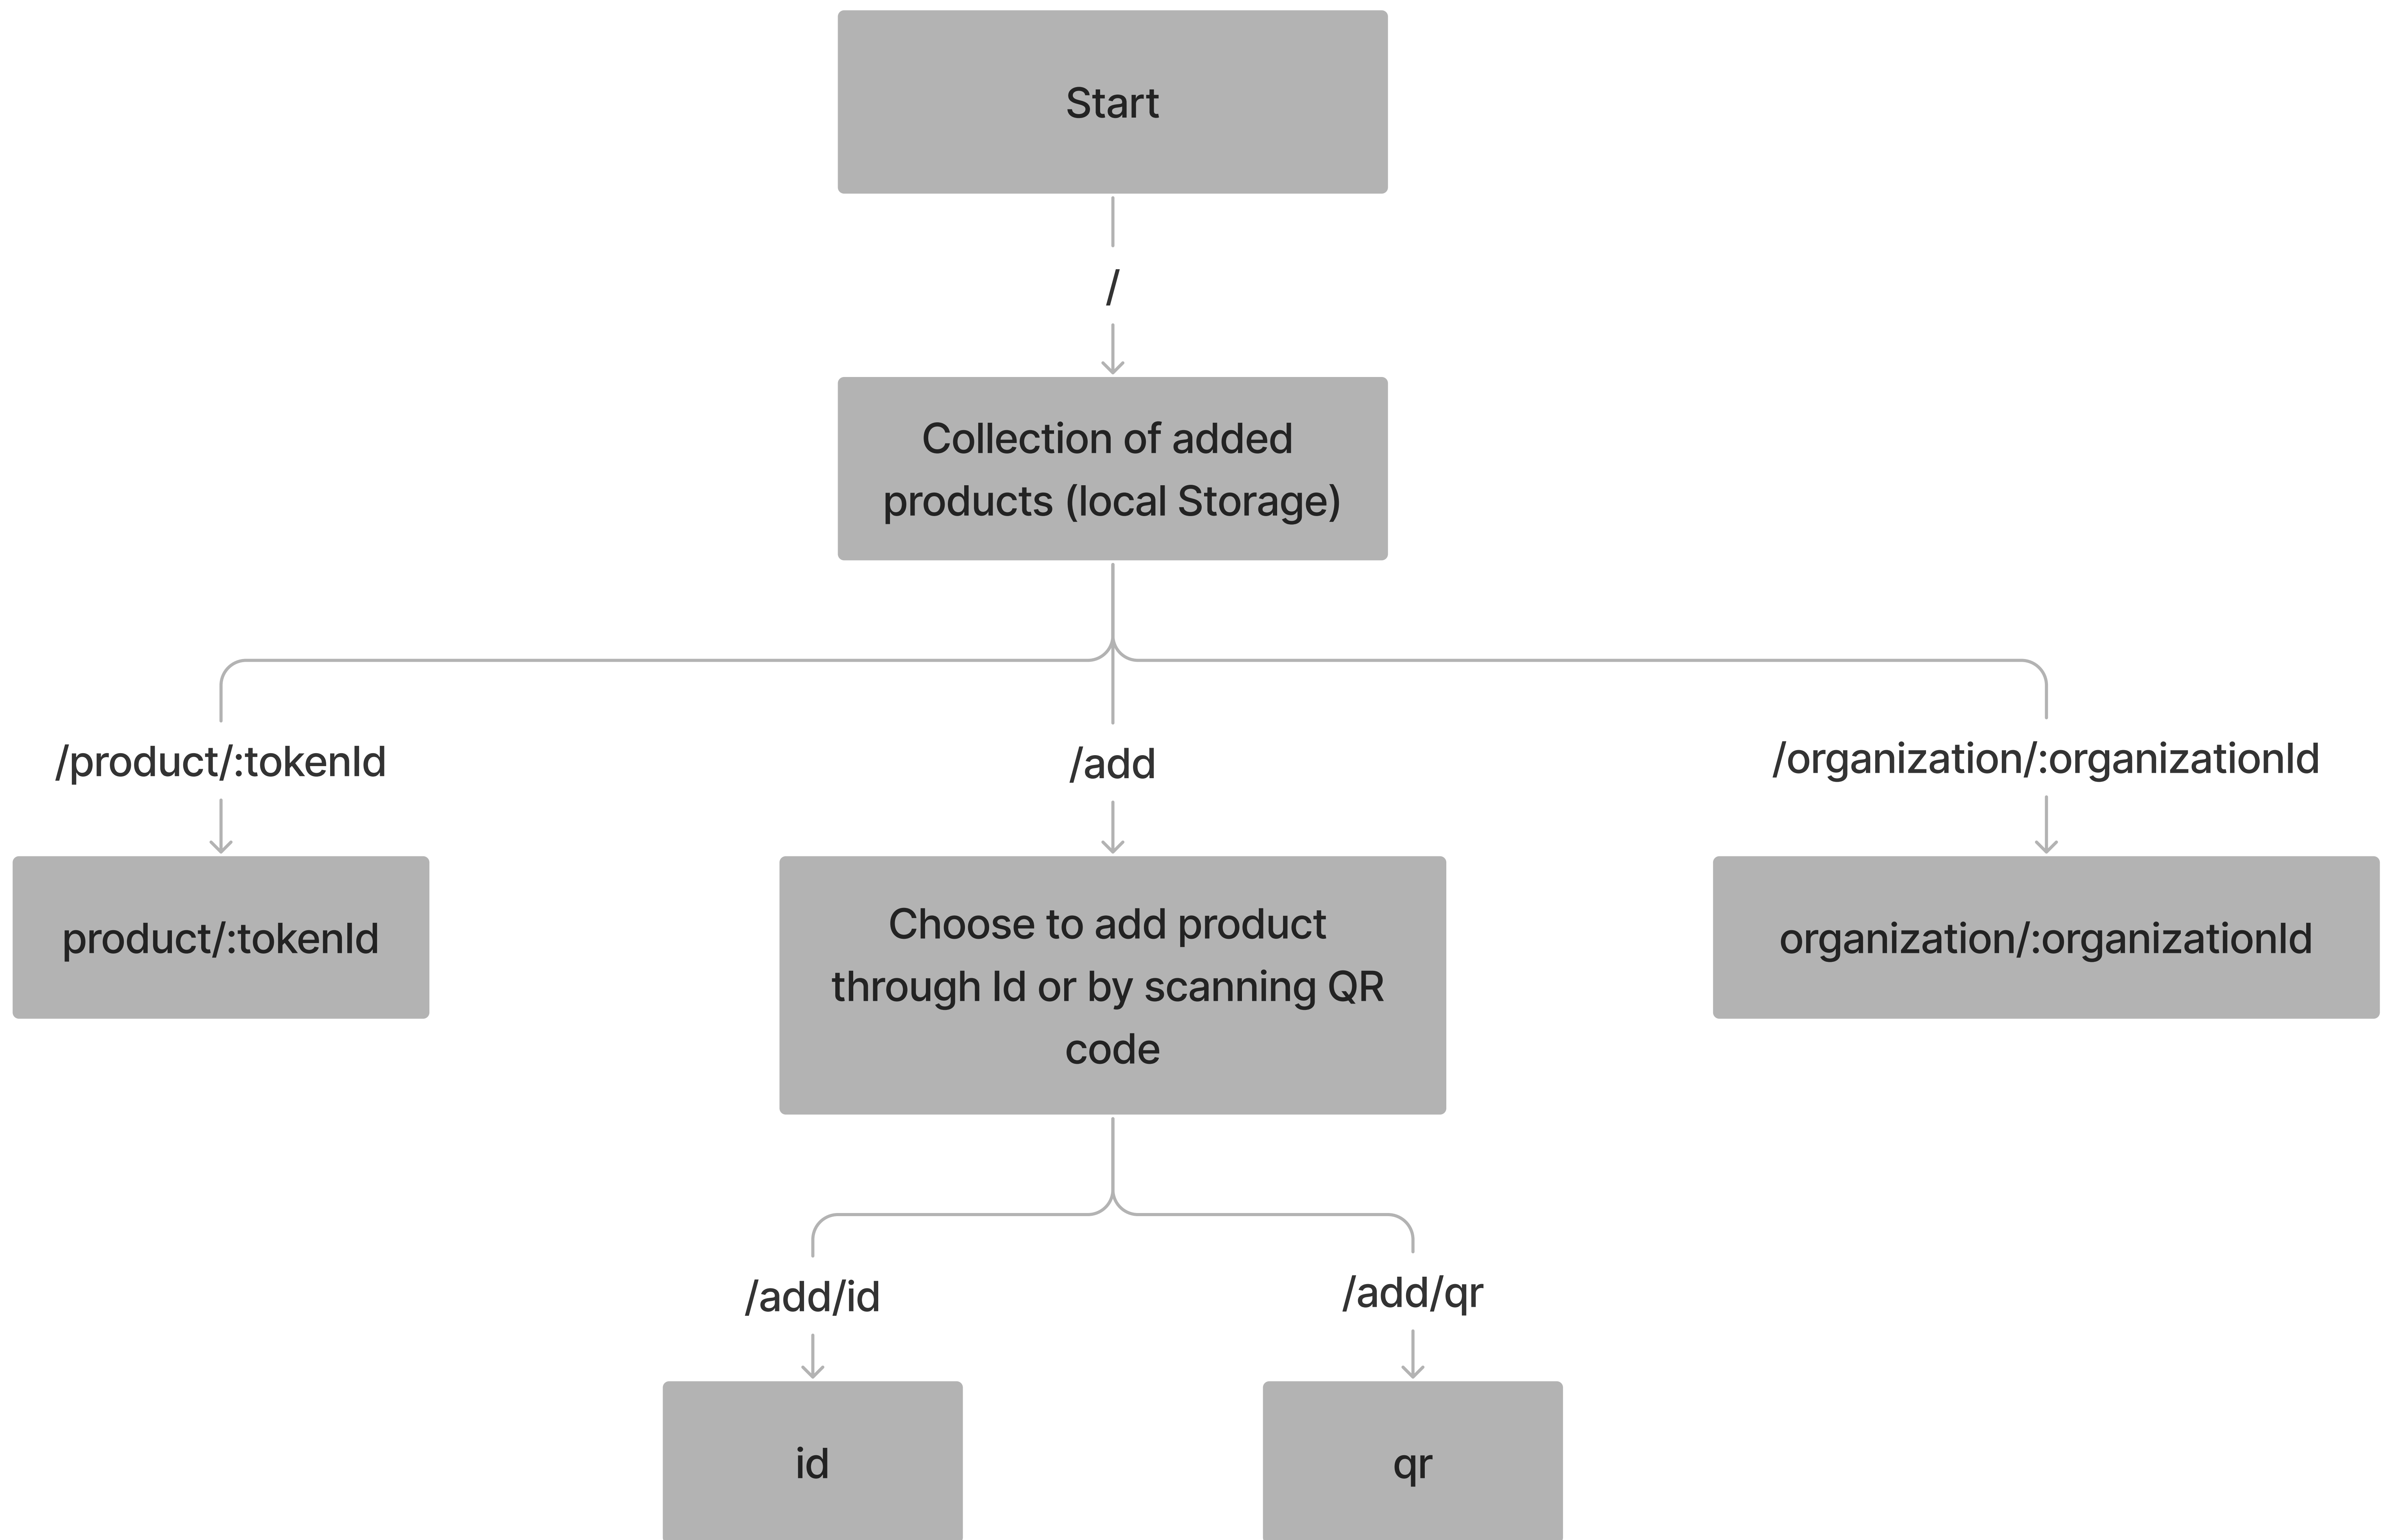 Start
/
Collection of added
products (local Storage)
/product/:tokenId
/add
/organization/:organizationId
product/:tokenId
Choose to add product
through Id or by scanning QR
code
organization/:organizationId
/add/id
/add/qr
id
qr